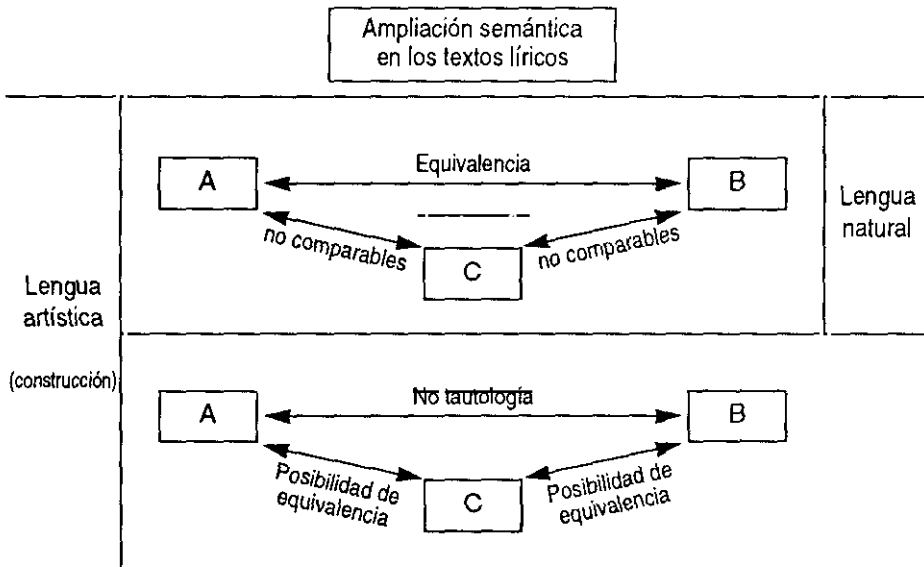 Ampliación semántica
en los textos líricos
Equivalencia
A
B
Lengua
natural
no comparables
no comparables
C
Lengua
artística
(construcción)
No tautología
A
B
Posibilidad de
equivalencia
Posibilidad de
equivalencia
C